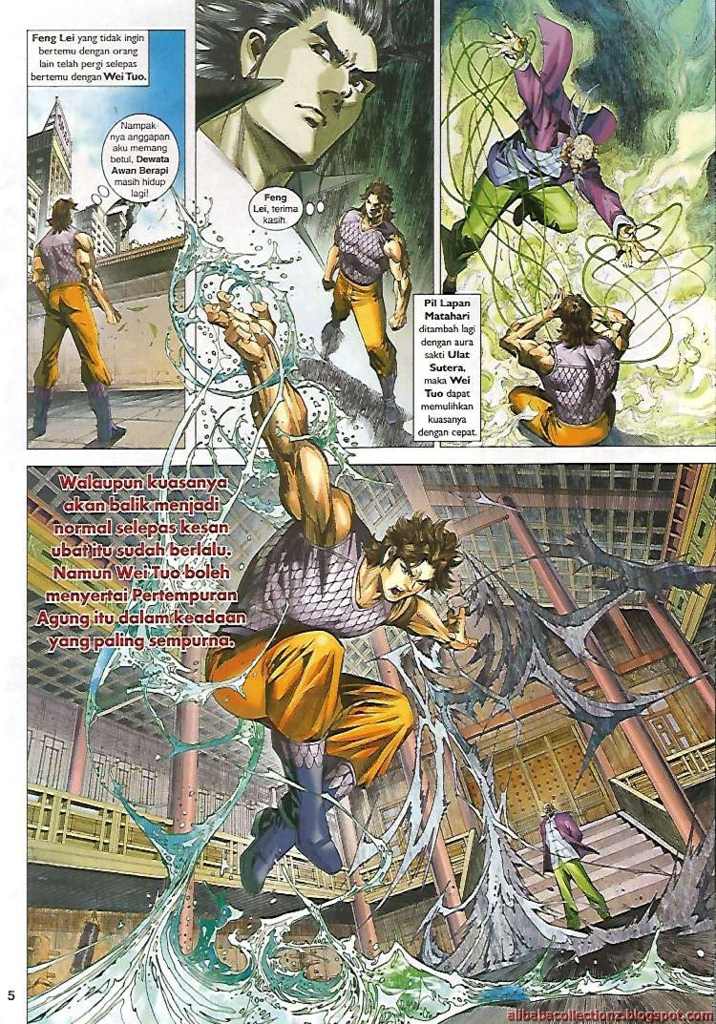 Feng Lei yang tidak ingin
bertemu dengan orang
lain telah pergi selepas
bertemu dengan Wei Tuo.
Nampak-
nya anggapan
aku memang
betul, Dewata
Awan Berapi
masih hidup
lagi!
Feng
Lei, terima
kasih.
Pil Lapan
Matahari
ditambah lagi
dengan aura
sakti Ulat
Sutera,
maka Wei
Tuo dapat
memulihkan
kuasanya
dengan cepat.
Walaupun kuasanya
akan balik menjadi
normal selepas kesan
ubat itu sudah berlalu.
Namun Wei Tuo boleh
menyertai Pertempuran
Agung itu dalam keadaan
yang paling sempurna.
5
alibabacollectionz.blogspot.com